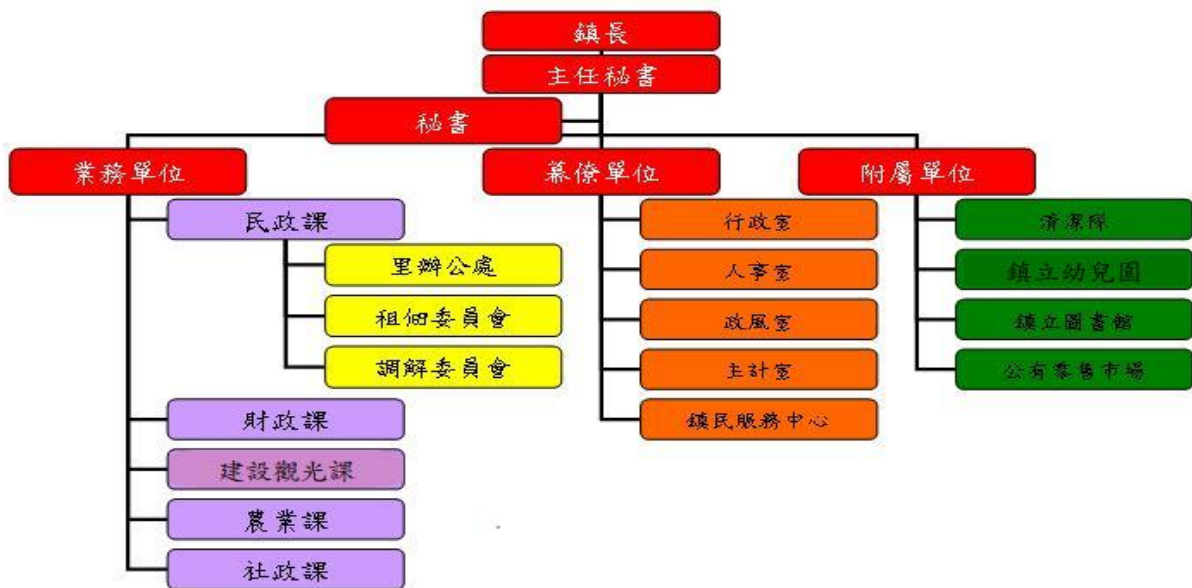 鎮長
主任秘書
秘書
業務單位
幕僚單位
附屬單位
民政課
里辦公處
租佃委員會
調解委員會
財政課
建設觀光課
農業課
社政課
行政室
人事室
政風室
主計室
鎮民服務中心
清潔隊
鎮立幼兒園
鎮立圖書館
公有零售市場